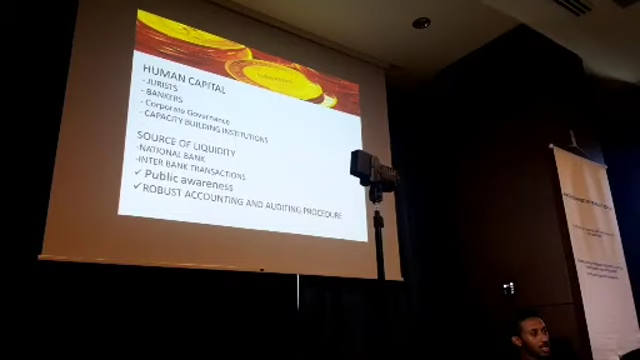 HUMAN CAPITAL
- JURISTS
- BANKERS
- Corporate Governance
- CAPACITY BUILDING INSTITUTIONS
SOURCE OF LIQUIDITY
-NATIONAL BANK
-INTER BANK TRANSACTIONS
✓ Public awareness
✓ROBUST ACCOUNTING AND AUDITING PROCEDURE